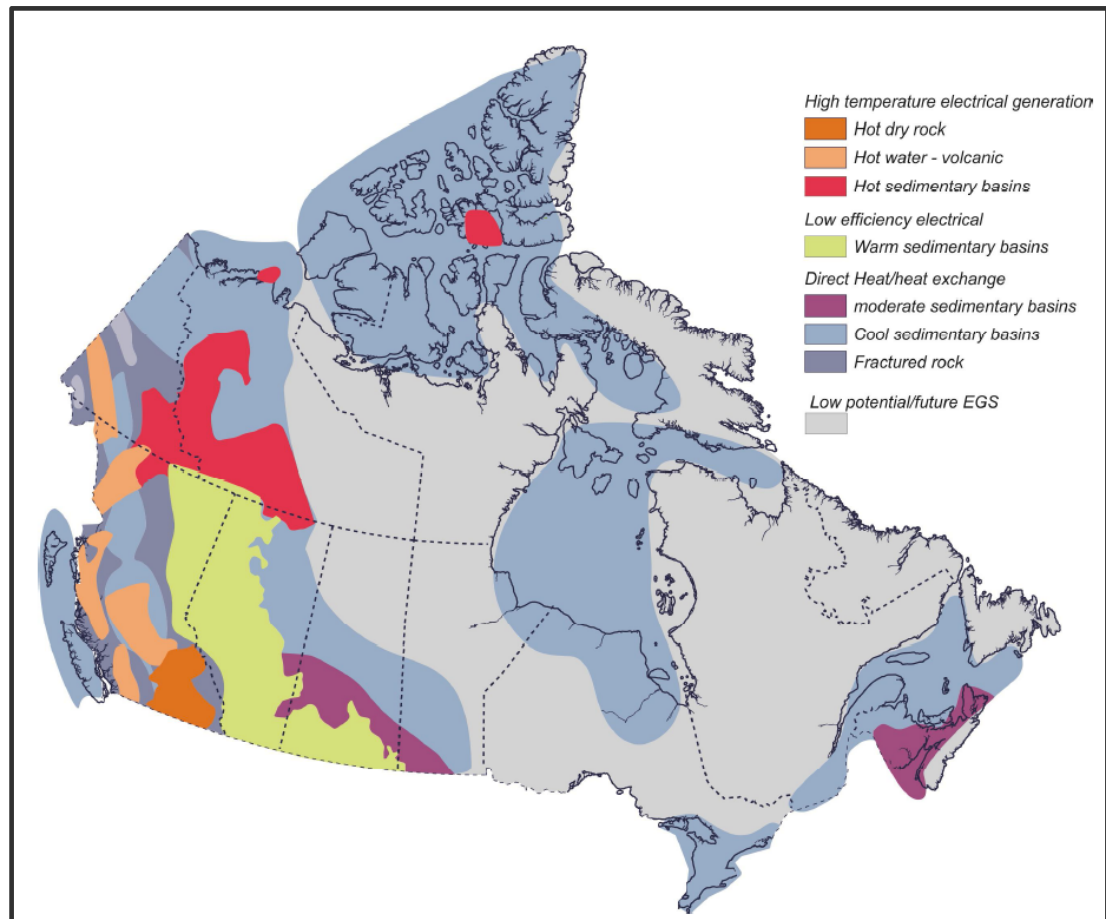 High temperature electrical generation
Hot dry rock
Hot water - volcanic
Hot sedimentary basins
Low efficiency electrical
Warm sedimentary basins
Direct Heat/heat exchange
moderate sedimentary basins
Cool sedimentary basins
Fractured rock
Low potential/future EGS